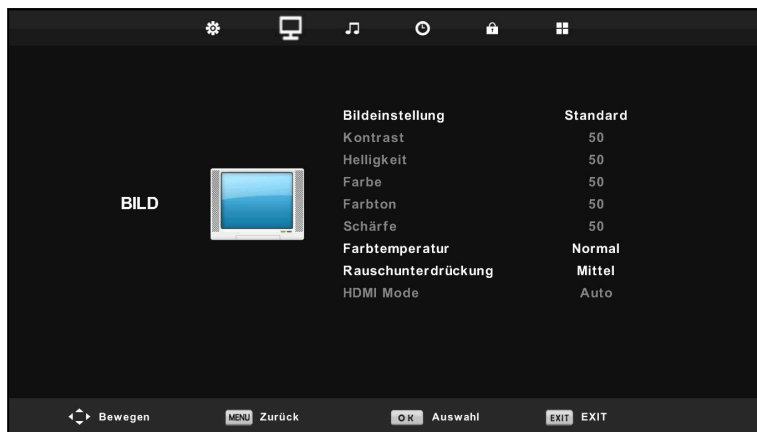 Bildeinstellung Standard
Kontrast 50
Helligkeit 50
Farbe 50
BILD
Farbton 50
Schärfe 50
Farbtemperatur Normal
Rauschunterdrückung Mittel
HDMI Mode Auto
Bewegen MENU Zurück OK Auswahl EXIT EXIT